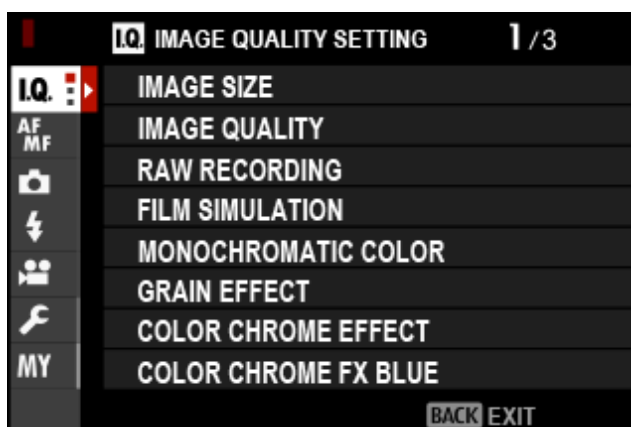 I.Q. IMAGE QUALITY SETTING 1/3
I.Q.
AF
MF
MY
IMAGE SIZE
IMAGE QUALITY
RAW RECORDING
FILM SIMULATION
MONOCHROMATIC COLOR
GRAIN EFFECT
COLOR CHROME EFFECT
COLOR CHROME FX BLUE
BACK EXIT